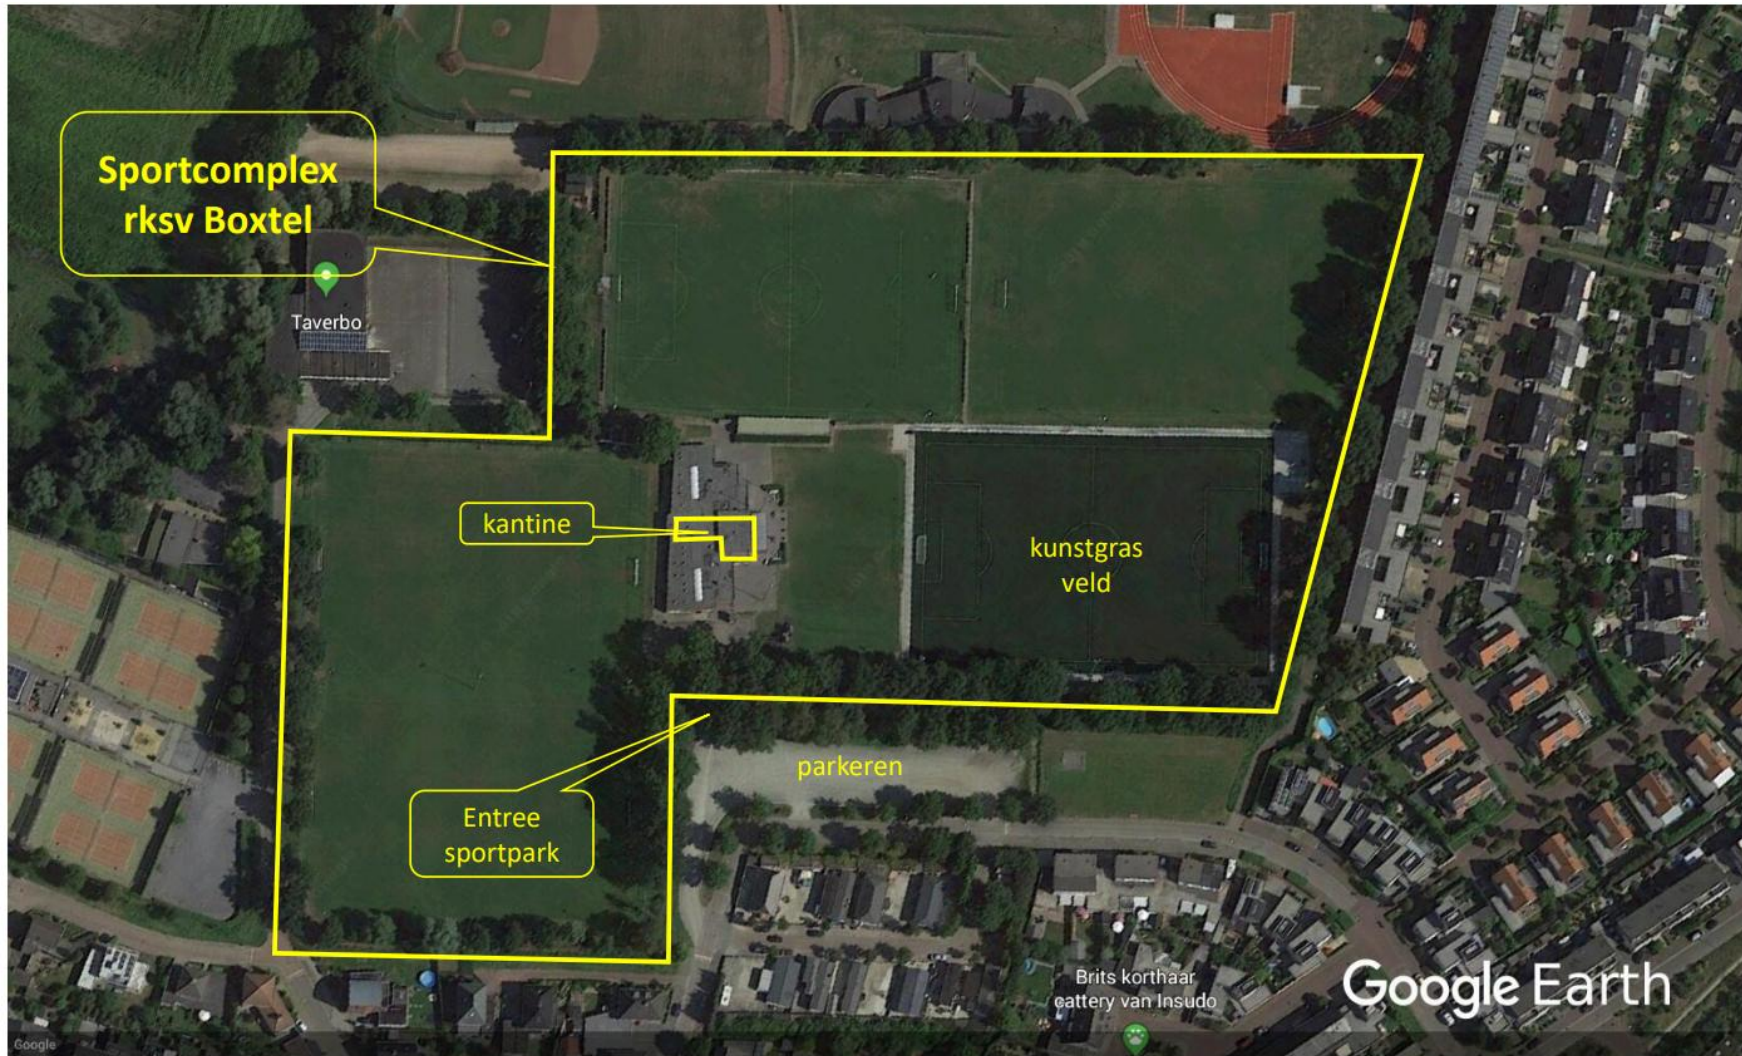 Sportcomplex
rksv Boxtel
Taverbo
kantine
kunstgras
veld
parkeren
Entree
sportpark
Brits korthaar
cattery van Insudo
Google Earth
Google